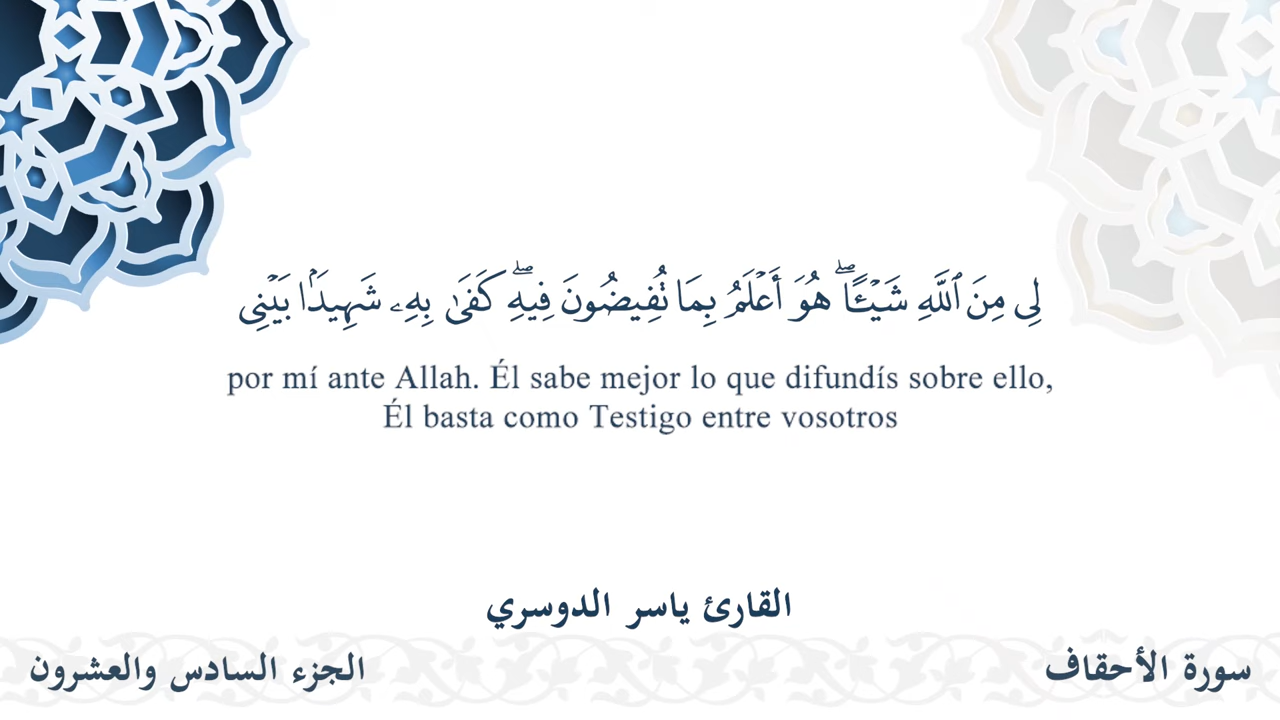 لِى مِنَ ٱللَّهِ شَيْـًٔا ۖ هُوَ أَعْلَمُ بِمَا تُفِيضُونَ فِيهِ ۖ كَفَىٰ بِهِۦ شَهِيدًۢا بَيْنِى
por mí ante Allah. Él sabe mejor lo que difundís sobre ello,
Él basta como Testigo entre vosotros
القارئ ياسر الدوسري
سورة الأحقاف
الجزء السادس والعشرون